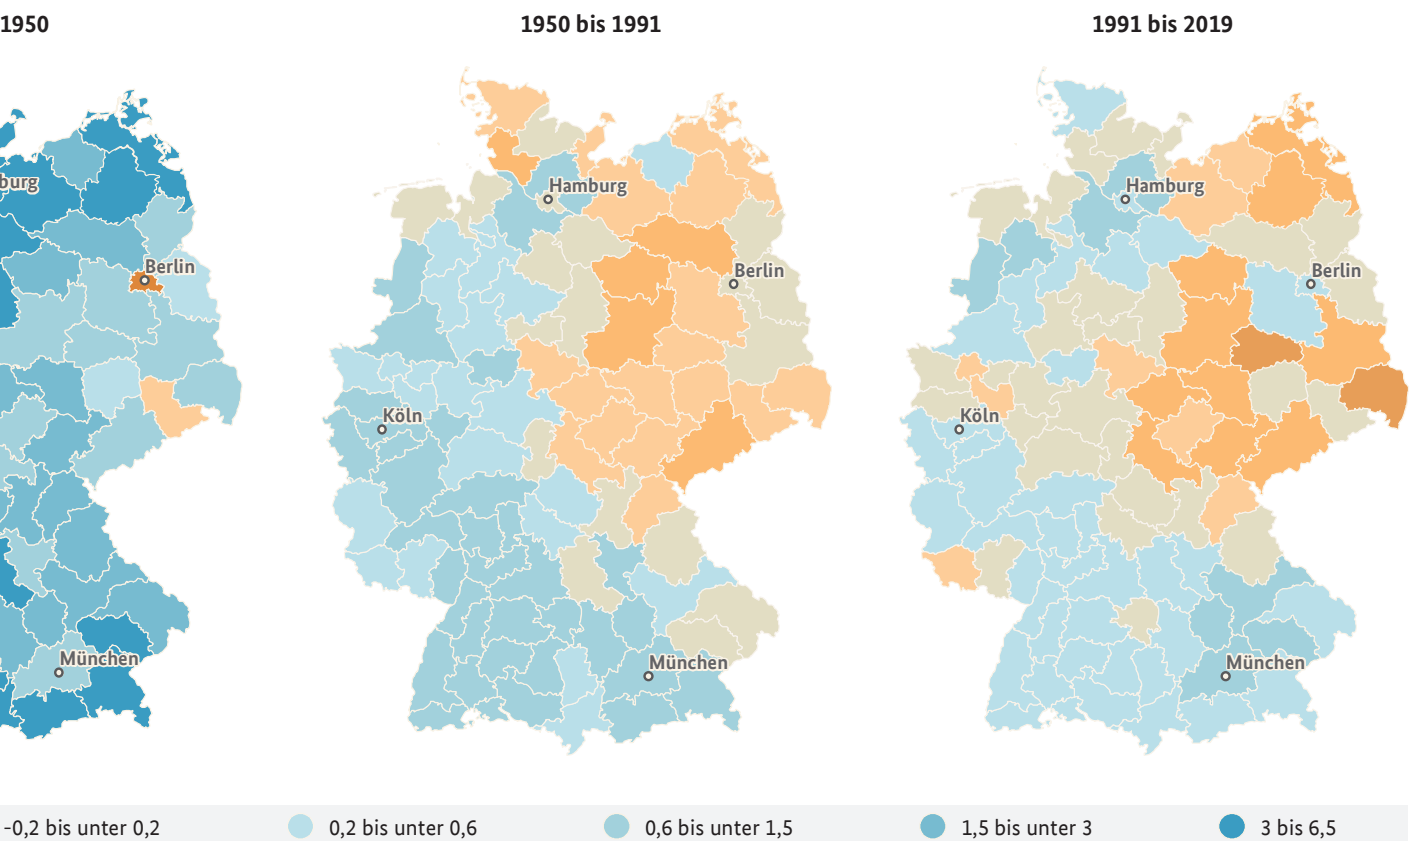 1950
1950 bis 1991
1991 bis 2019
burg
Berlin
München
Hamburg
Berlin
Köln
München
Hamburg
Berlin
Köln
München
-0,2 bis unter 0,2
0,2 bis unter 0,6
0,6 bis unter 1,5
1,5 bis unter 3
3 bis 6,5